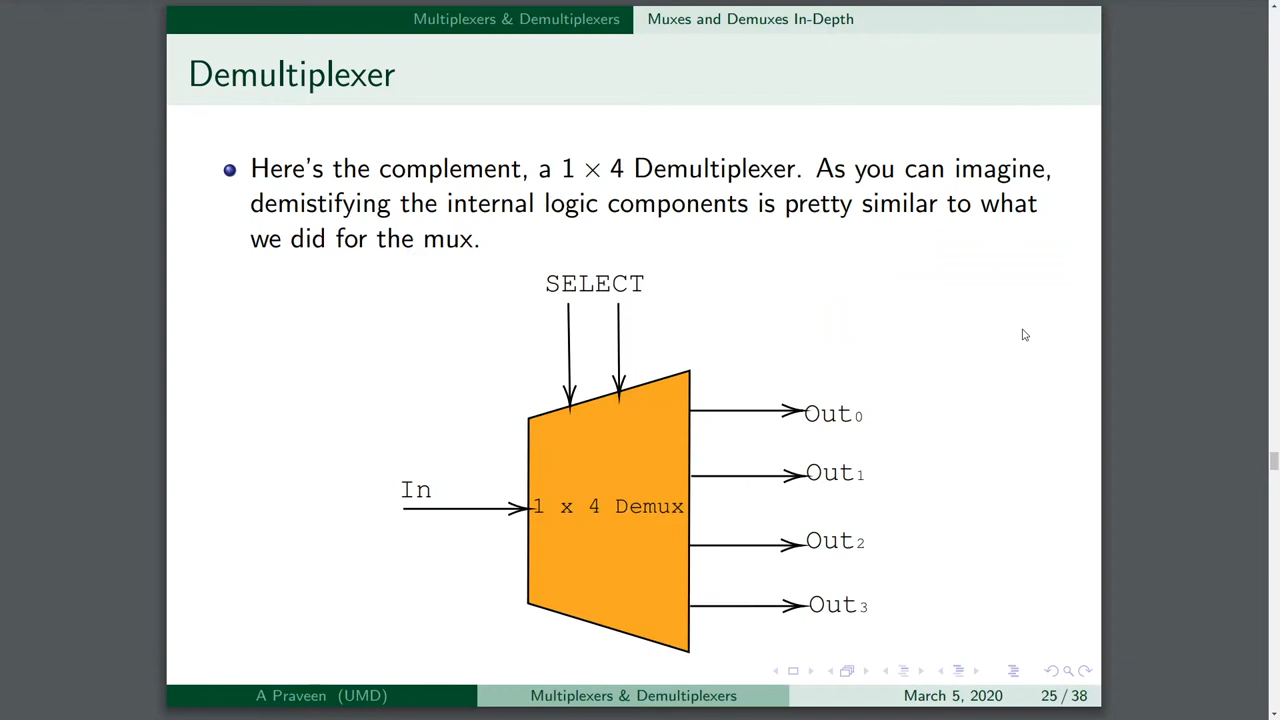 Multiplexers & Demultiplexers Muxes and Demuxes In-Depth
Demultiplexer
Here's the complement, a 1 × 4 Demultiplexer. As you can imagine,
demistifying the internal logic components is pretty similar to what
we did for the mux.
SELECT
Out0
Out1
In
1 x 4 Demux
Out2
Out3
A Praveen (UMD) Multiplexers & Demultiplexers March 5, 2020 25 / 38